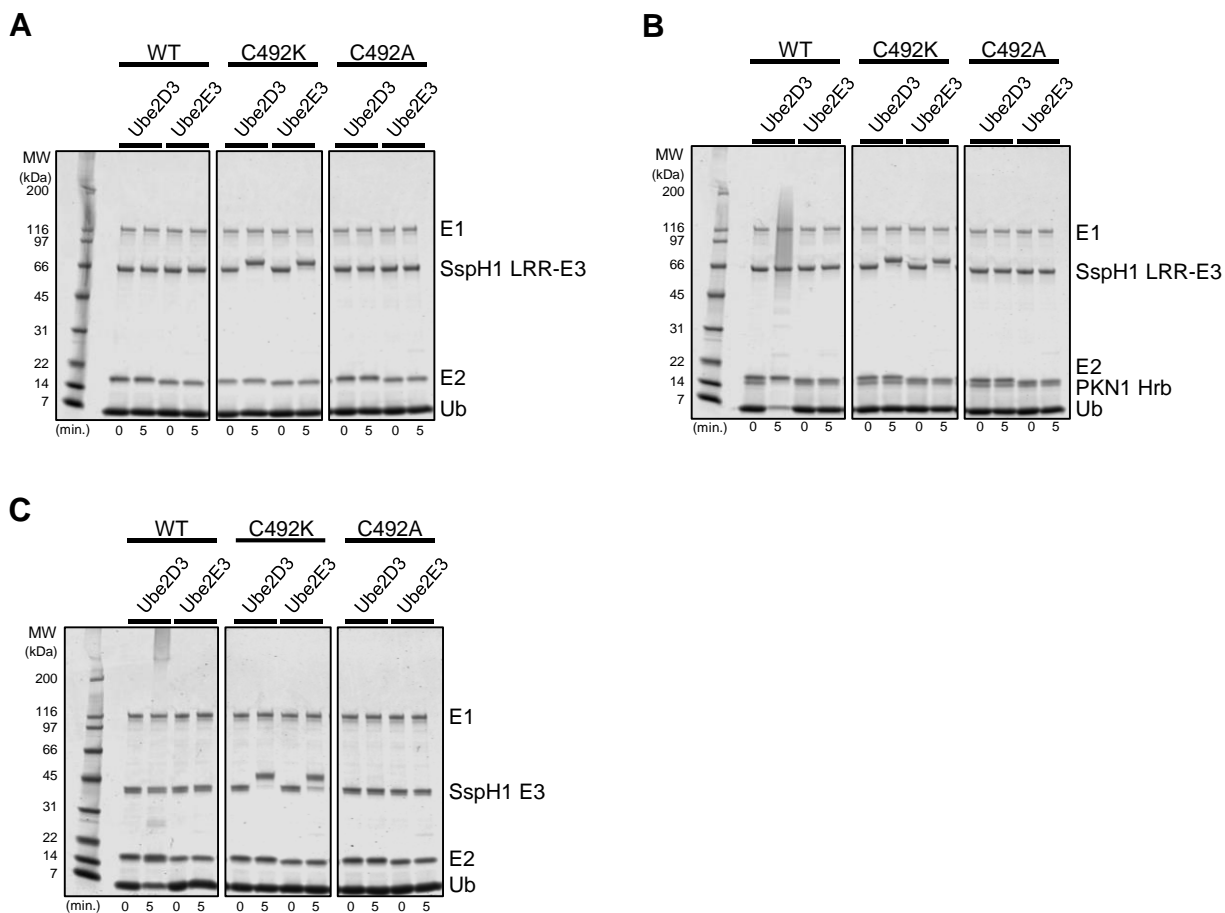 A
WT C492K C492A
Ube2D3 Ube2E3 Ube2D3 Ube2E3 Ube2D3 Ube2E3
MW
(kDa)
200
116
97
66
45
31
22
14
7
E1
SspH1 LRR-E3
E2
Ub
(min.) 0 5 0 5 0 5 0 5 0 5 0 5
B
WT C492K C492A
Ube2D3 Ube2E3 Ube2D3 Ube2E3 Ube2D3 Ube2E3
MW
(kDa)
200
116
97
66
45
31
22
14
7
E1
SspH1 LRR-E3
E2
PKN1 Hrb
Ub
(min.) 0 5 0 5 0 5 0 5 0 5 0 5
C
WT C492K C492A
Ube2D3 Ube2E3 Ube2D3 Ube2E3 Ube2D3 Ube2E3
MW
(kDa)
200
116
97
66
45
31
22
14
7
E1
SspH1 E3
E2
Ub
(min.) 0 5 0 5 0 5 0 5 0 5 0 5